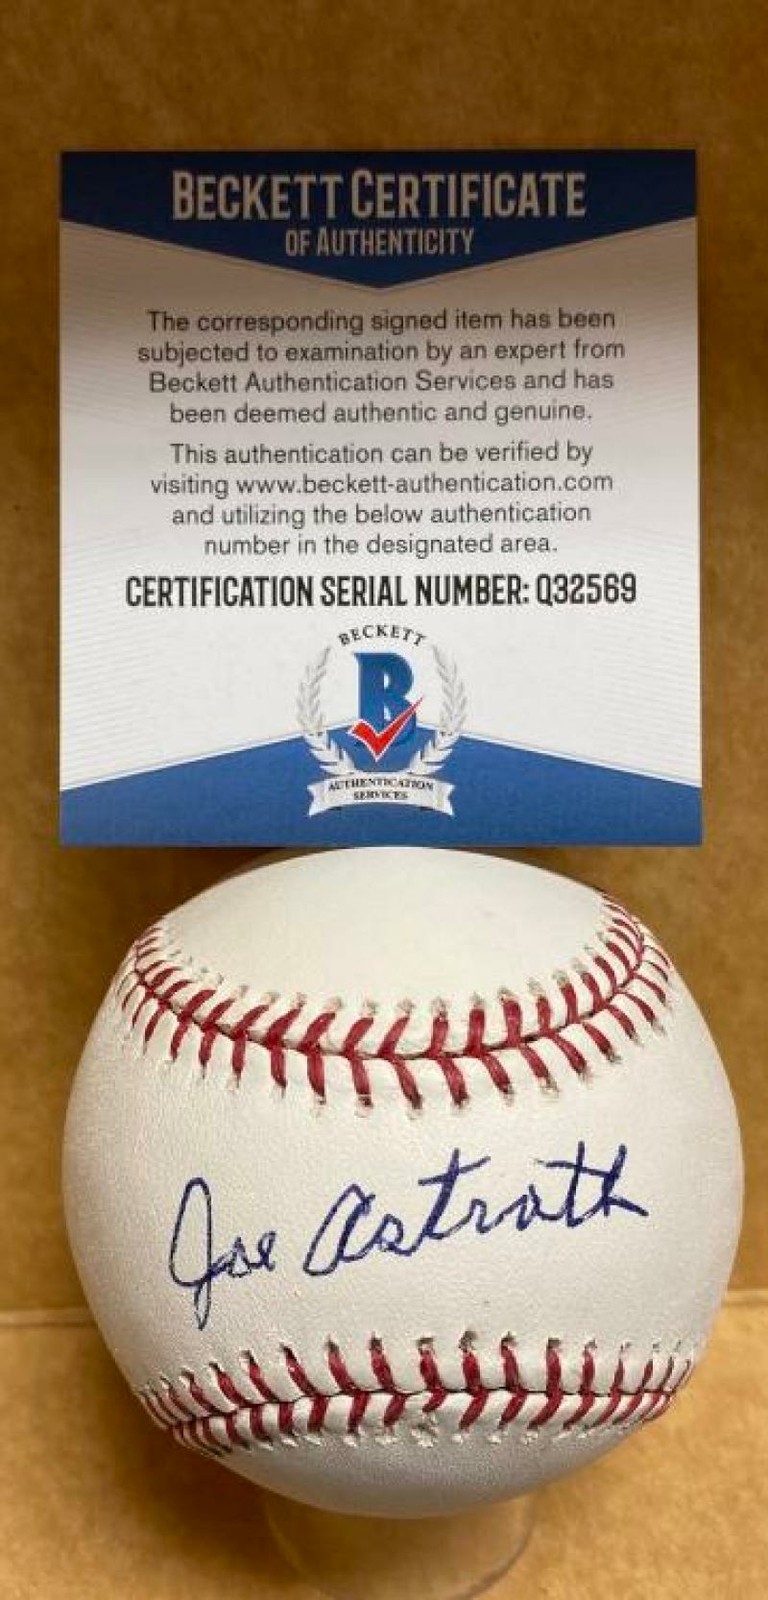 BECKETT CERTIFICATE
OF AUTHENTICITY
The corresponding signed item has been
subjected to examination by an expert from
Beckett Authentication Services and has
been deemed authentic and genuine.
This authentication can be verified by
visiting www.beckett-authentication.com
and utilizing the below authentication
number in the designated area.
CERTIFICATION SERIAL NUMBER: Q32569
BECKETT
B
AUTHENTICATION
SERVICES
Joe Astroth